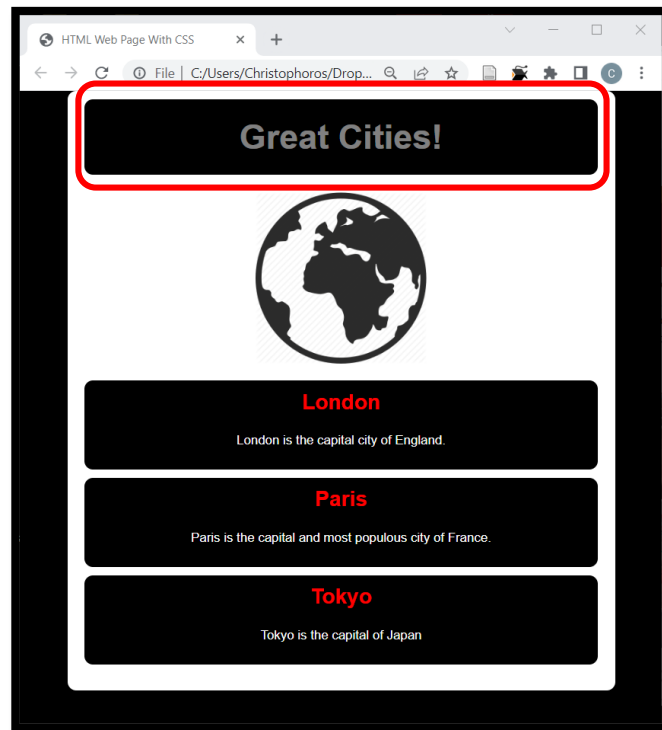 HTML Web Page With CSS
File | C:/Users/Christophoros/Drop...
C
Great Cities!
London
London is the capital city of England.
Paris
Paris is the capital and most populous city of France.
Tokyo
Tokyo is the capital of Japan